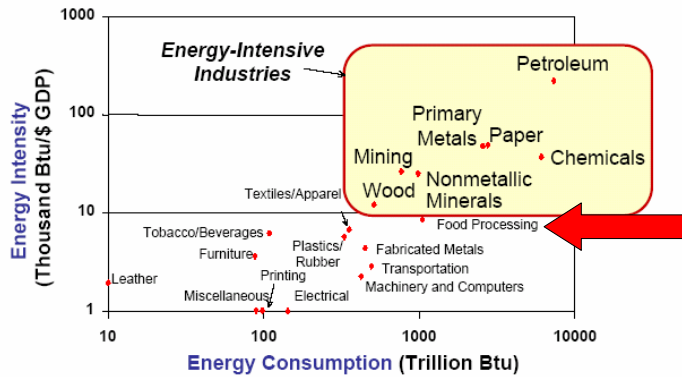 1000
100
10
1
Energy Intensity
(Thousand Btu/$ GDP)
Energy-Intensive
Industries
Petroleum
Primary
Metals
Paper
Chemicals
Mining
Nonmetallic
Minerals
Wood
Textiles/Apparel
Food Processing
Tobacco/Beverages
Plastics/
Rubber
Fabricated Metals
Furniture
Transportation
Printing
Machinery and Computers
Leather
Miscellaneous
Electrical
10
100
1000
10000
Energy Consumption (Trillion Btu)